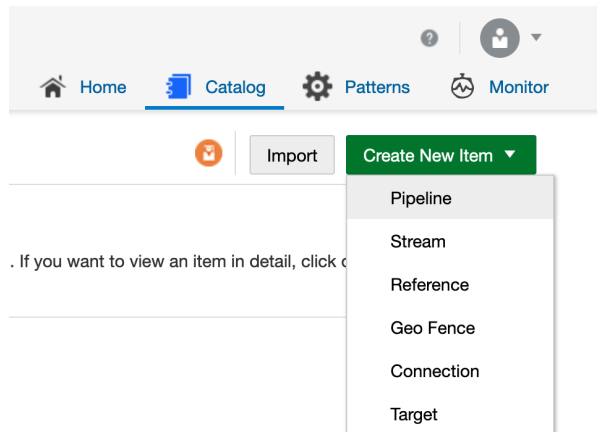 ?
Home Catalog Patterns Monitor
Import Create New Item
Pipeline
Stream
. If you want to view an item in detail, click
Reference
Geo Fence
Connection
Target